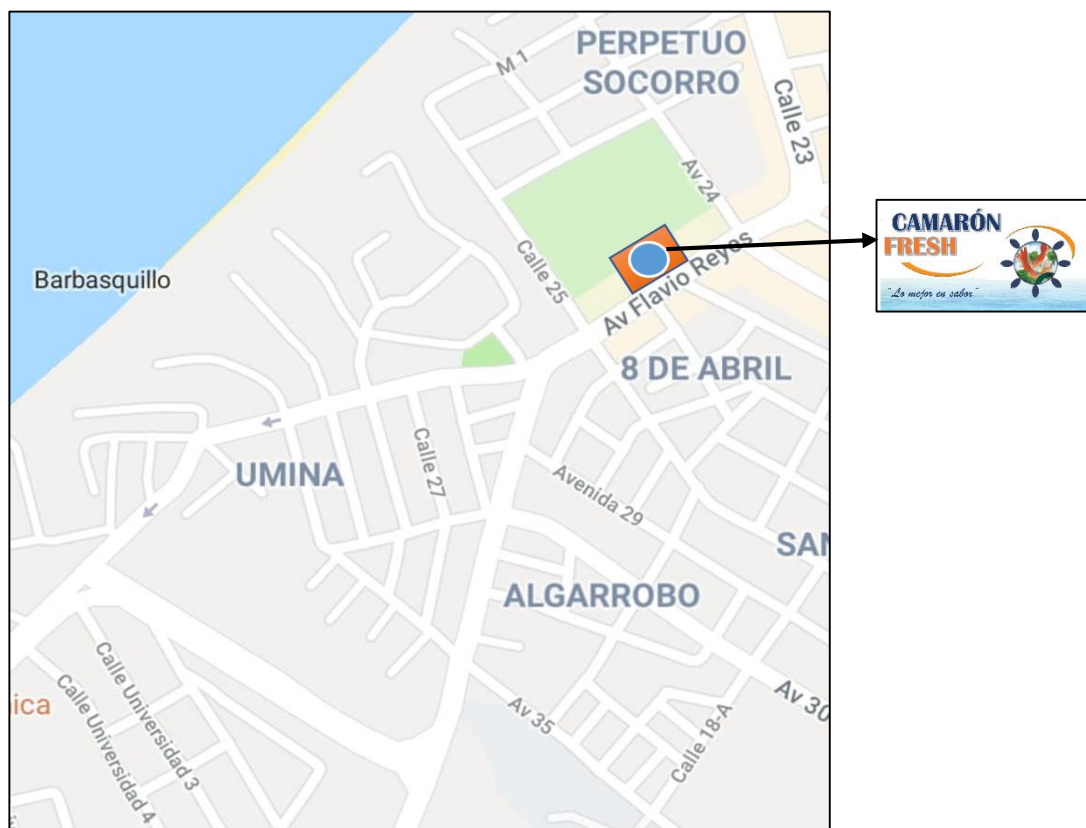 PERPETUO
SOCORRO
M 1
Calle 23
Av 24
CAMARÓN
FRESH
"Lo mejor en sabor"
Calle 25
Av Flavio Reyes
Barbasquillo
8 DE ABRIL
UMINA
Calle 27
Avenida 29
SAN
ALGARROBO
ica
Calle Universidad 3
Calle Universidad 4
Av 35
Calle 18-A
Av 30